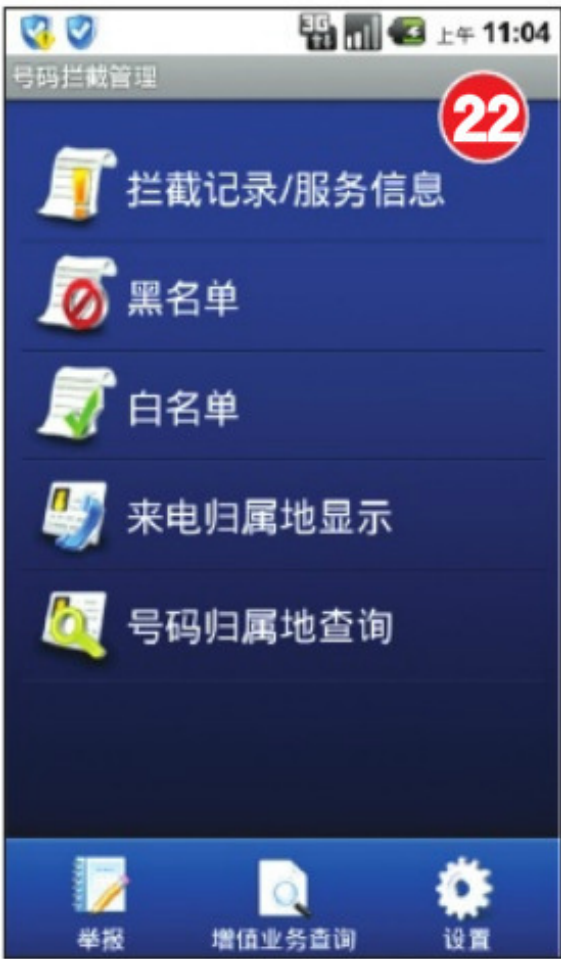 3G
上午 11:04
号码拦截管理
22
拦截记录/服务信息
黑名单
白名单
来电归属地显示
号码归属地查询
举报
增值业务查询
设置